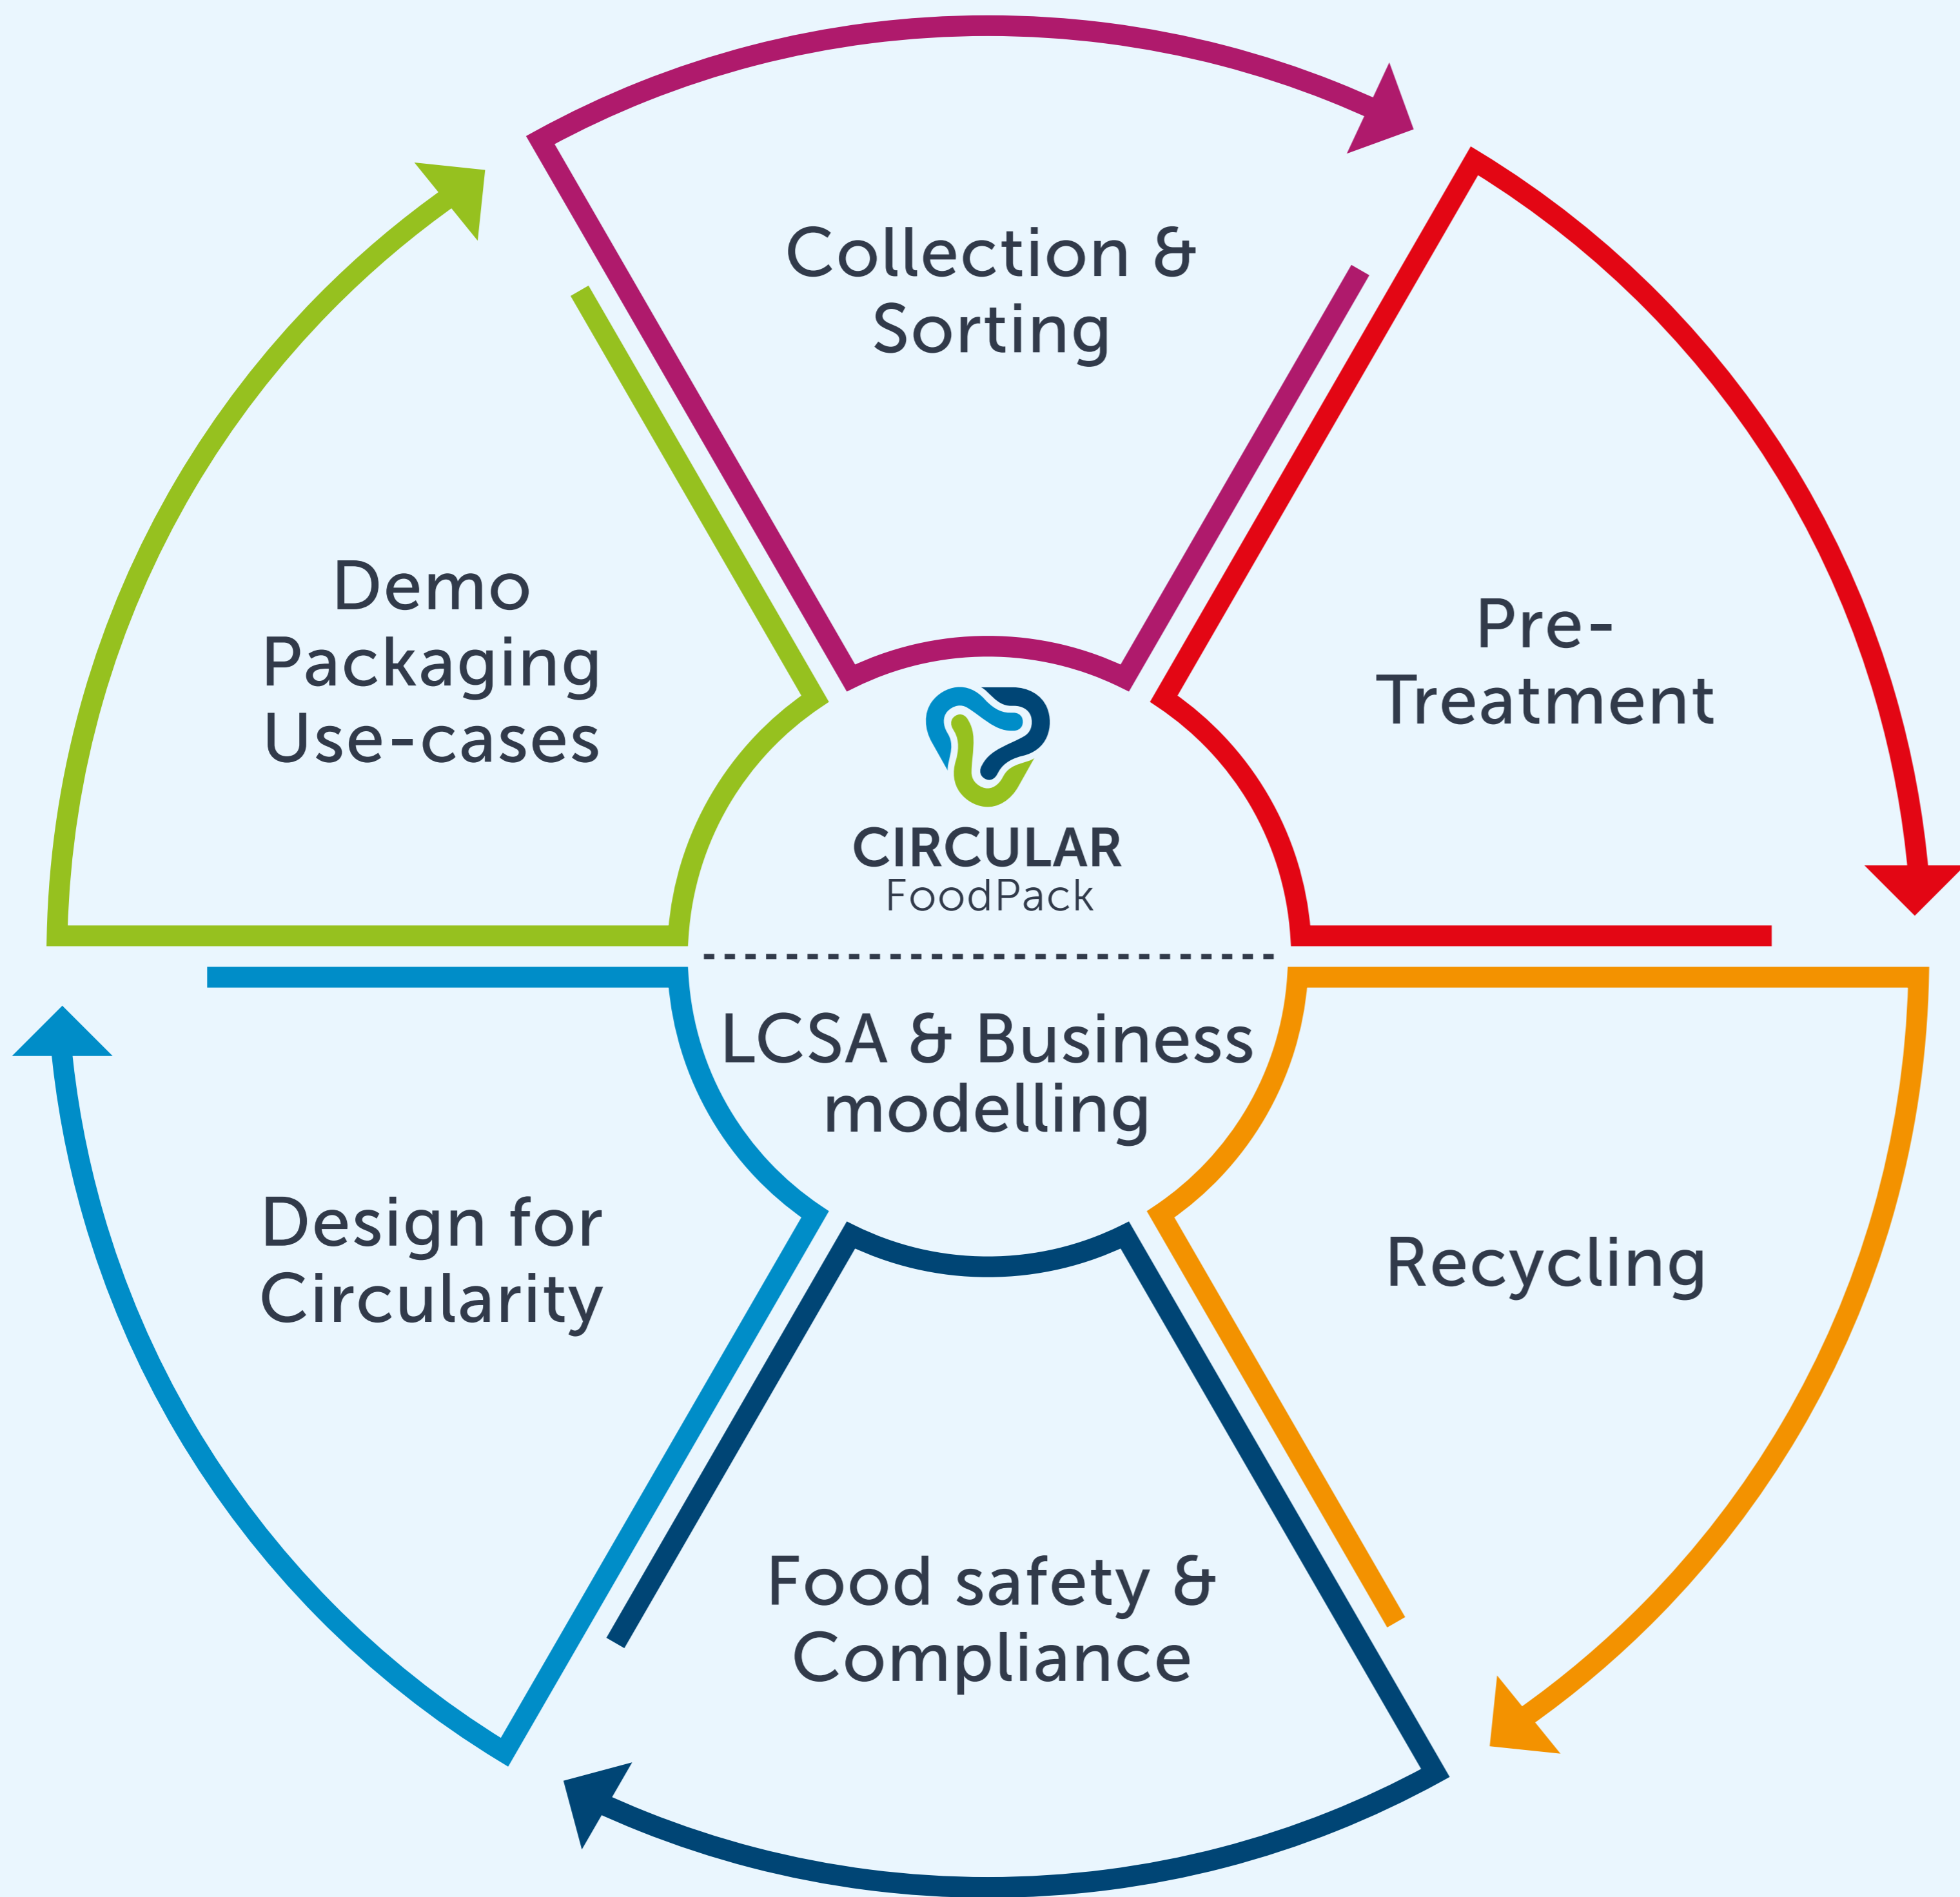 Collection &
Sorting
Pre-
Treatment
Recycling
Food safety &
Compliance
Design for
Circularity
Demo
Packaging
Use-cases
CIRCULAR
FoodPack
LCSA & Business
modelling